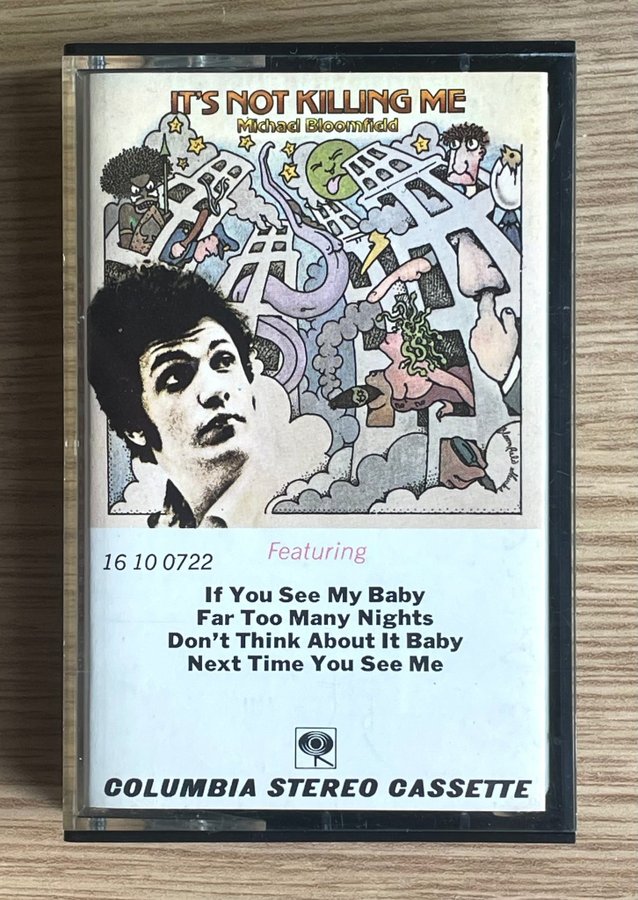 IT'S NOT KILLING ME
Michael Bloomfield
16 10 0722
Featuring
If You See My Baby
Far Too Many Nights
Don't Think About It Baby
Next Time You See Me
COLUMBIA STEREO CASSETTE